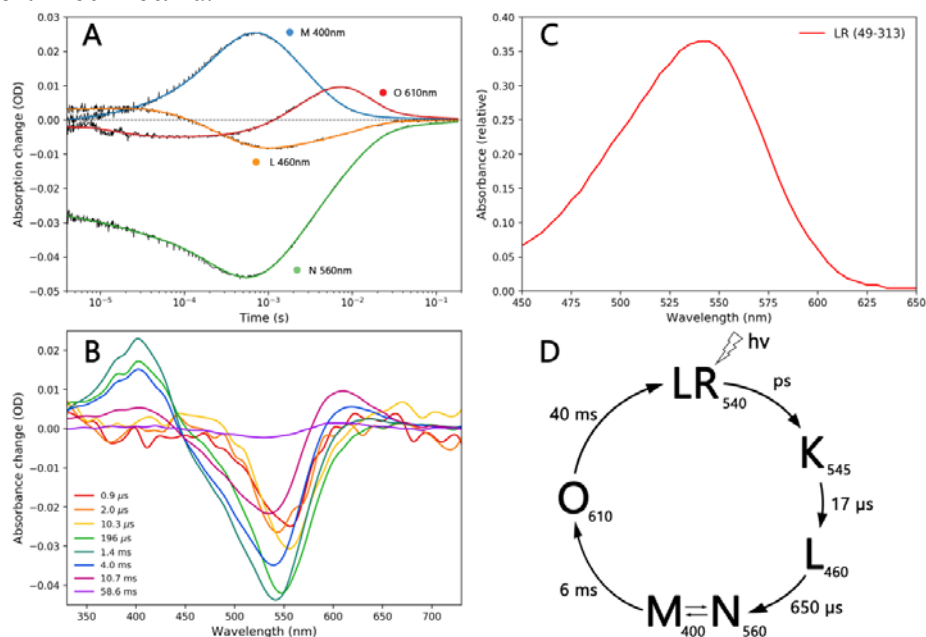 A
M 400nm
O 610nm
L 460nm
N 560nm
Absorption change (OD)
0.03
0.02
0.01
0.00
−0.01
−0.02
−0.03
−0.04
−0.05
10⁻⁵
10⁻⁴
10⁻³
10⁻²
10⁻¹
Time (s)
C
LR (49-313)
Absorbance (relative)
0.40
0.35
0.30
0.25
0.20
0.15
0.10
0.05
0.00
450
475
500
525
550
575
600
625
650
Wavelength (nm)
B
Absorbance change (OD)
0.02
0.01
0.00
−0.01
−0.02
−0.03
−0.04
0.9 μs
2.0 μs
10.3 μs
196 μs
1.4 ms
4.0 ms
10.7 ms
58.6 ms
350
400
450
500
550
600
650
700
Wavelength (nm)
D
hv
LR540
ps
K545
17 μs
L460
650 μs
M400 ⇌ N560
6 ms
O610
40 ms